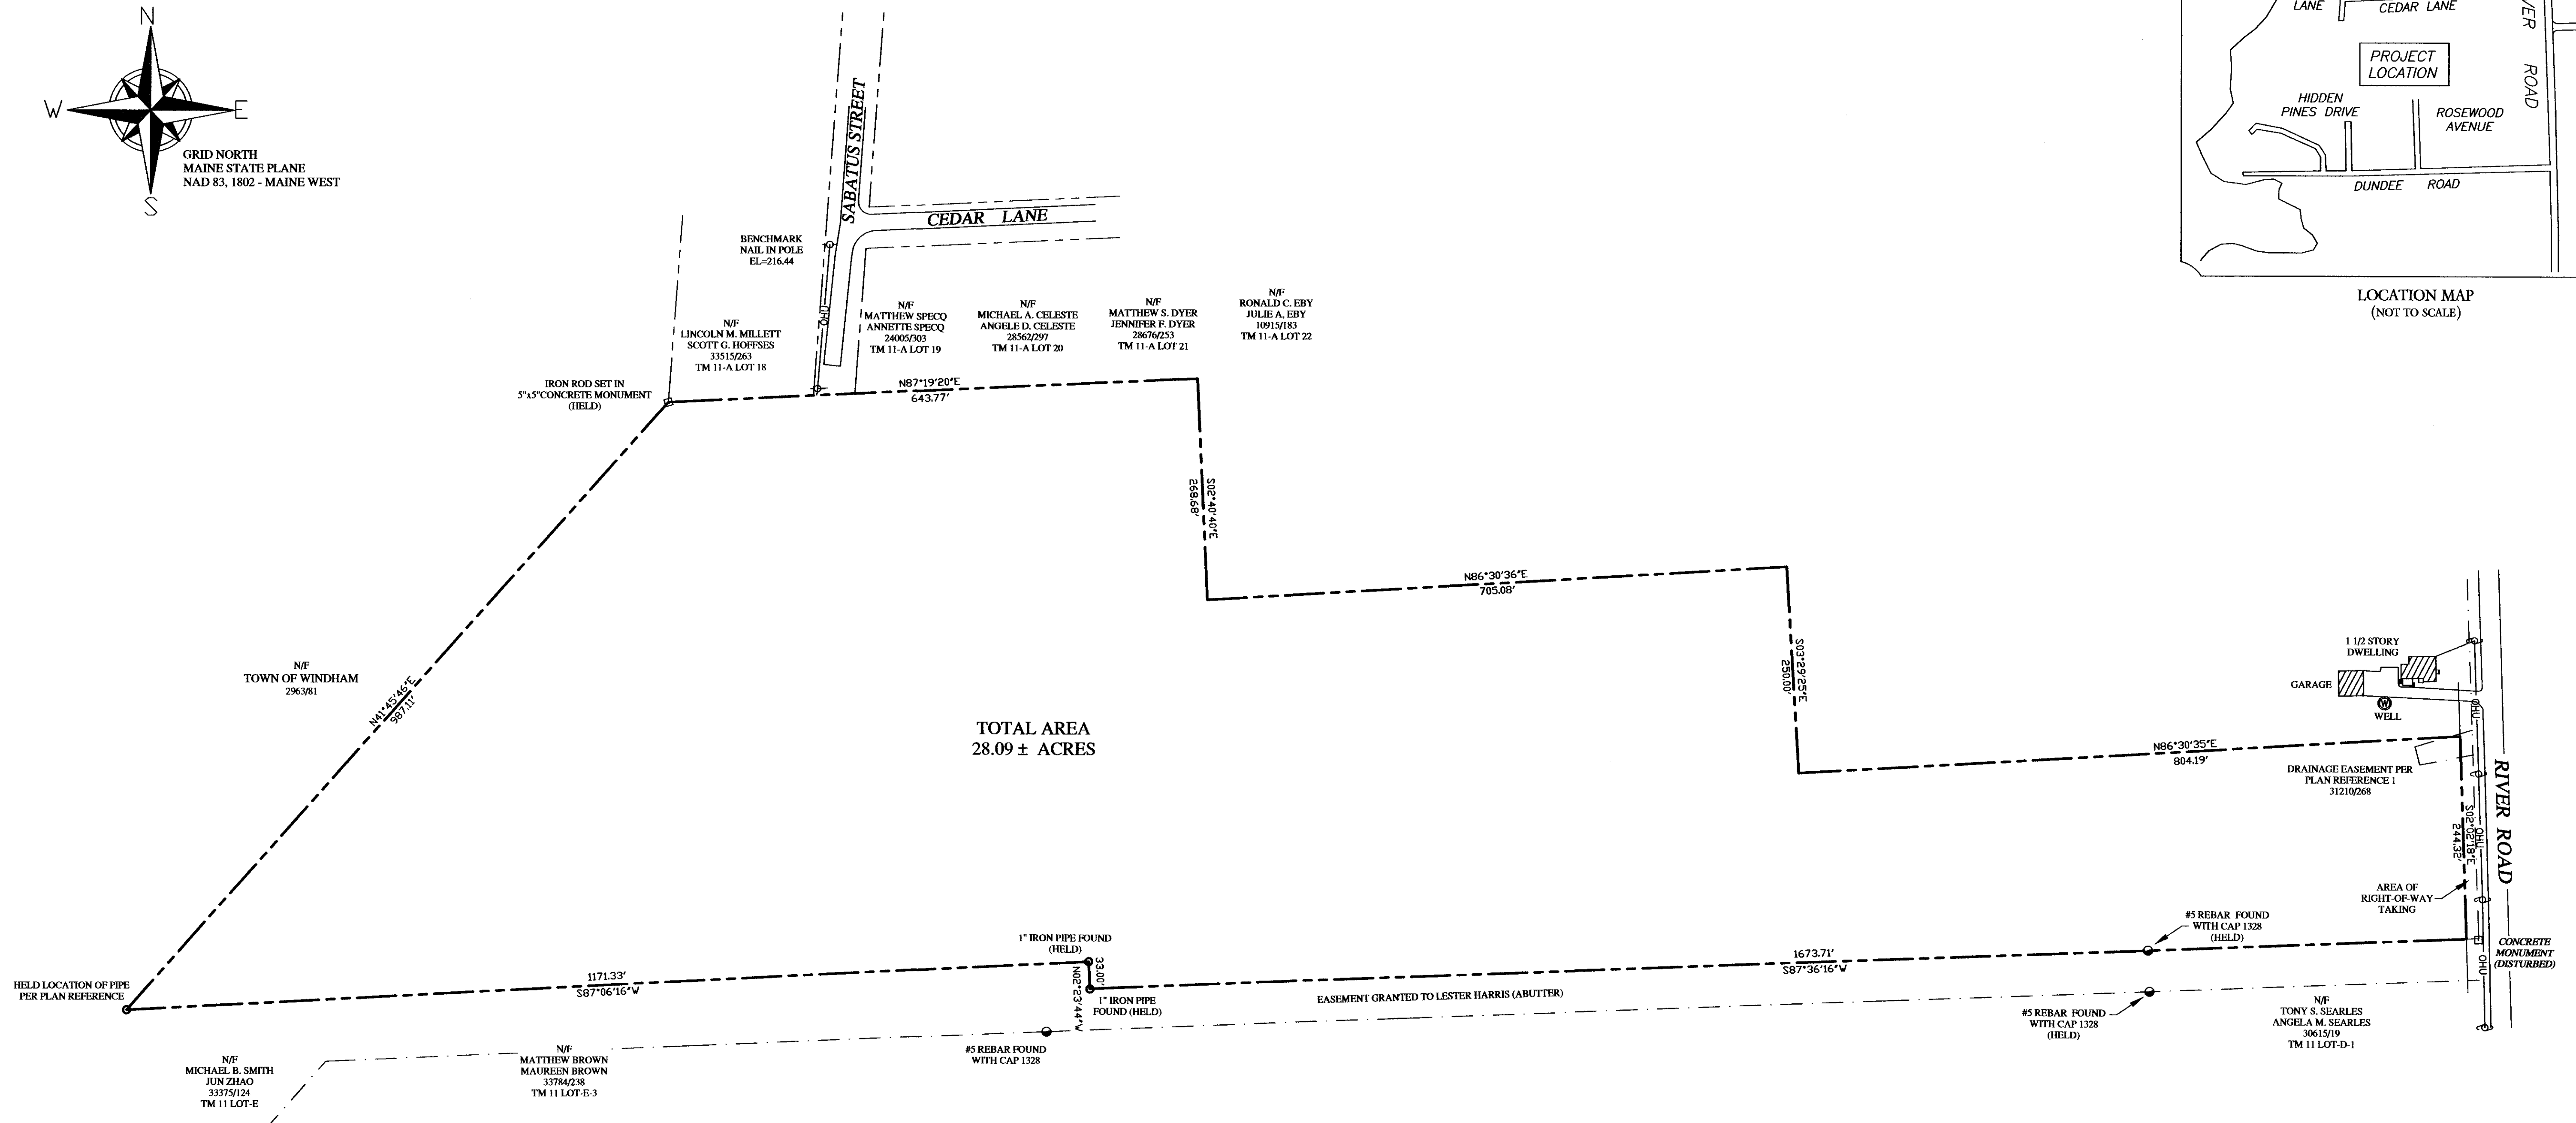 N
W
E
S
GRID NORTH
MAINE STATE PLANE
NAD 83, 1802 - MAINE WEST
SABATUS STREET
CEDAR LANE
BENCHMARK
NAIL IN POLE
EL=216.44
OHU
N/F
LINCOLN M. MILLETT
SCOTT G. HOFFSES
33515/263
TM 11-A LOT 18
N/F
MATTHEW SPECQ
ANNETTE SPECQ
24005/303
TM 11-A LOT 19
N/F
MICHAEL A. CELESTE
ANGELE D. CELESTE
28562/297
TM 11-A LOT 20
N/F
MATTHEW S. DYER
JENNIFER F. DYER
28676/253
TM 11-A LOT 21
N/F
RONALD C. EBY
JULIE A. EBY
10915/183
TM 11-A LOT 22
LANE
CEDAR LANE
VER ROAD
PROJECT
LOCATION
HIDDEN
PINES DRIVE
ROSEWOOD
AVENUE
DUNDEE ROAD
LOCATION MAP
(NOT TO SCALE)
IRON ROD SET IN
5"x5"CONCRETE MONUMENT
(HELD)
N87°19'20"E
643.77'
S02°40'40"E
268.68'
N86°30'36"E
705.08'
S03°29'25"E
250.00'
N86°30'35"E
804.19'
1 1/2 STORY
DWELLING
GARAGE
W
WELL
OHU
DRAINAGE EASEMENT PER
PLAN REFERENCE 1
31210/268
RIVER ROAD
S02°02'18"E
244.32'
OHU
AREA OF
RIGHT-OF-WAY
TAKING
N/F
TOWN OF WINDHAM
2963/81
N41°45'46"E
987.11'
TOTAL AREA
28.09 ± ACRES
HELD LOCATION OF PIPE
PER PLAN REFERENCE
1171.33'
S87°06'16"W
1" IRON PIPE FOUND
(HELD)
33.00'
N02°23'44"W
1" IRON PIPE
FOUND (HELD)
1673.71'
S87°36'16"W
EASEMENT GRANTED TO LESTER HARRIS (ABUTTER)
#5 REBAR FOUND
WITH CAP 1328
(HELD)
CONCRETE
MONUMENT
(DISTURBED)
OHU
#5 REBAR FOUND
WITH CAP 1328
(HELD)
N/F
TONY S. SEARLES
ANGELA M. SEARLES
30615/19
TM 11 LOT-D-1
#5 REBAR FOUND
WITH CAP 1328
N/F
MICHAEL B. SMITH
JUN ZHAO
33375/124
TM 11 LOT-E
N/F
MATTHEW BROWN
MAUREEN BROWN
33784/238
TM 11 LOT-E-3